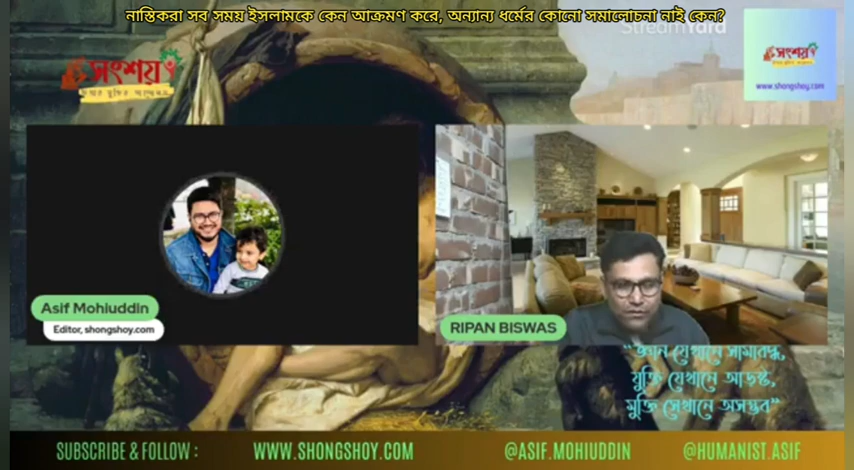 নাস্তিকরা সব সময় ইসলামকে কেন আক্রমণ করে, অন্যান্য ধর্মের কোনো সমালোচনা নাই কেন?
StreamYard
সংশয়
সংশয়
www.shongshoy.com
Asif Mohiuddin
Editor, shongshoy.com
RIPAN BISWAS
“জ্ঞান যেখানে সীমাবদ্ধ,
যুক্তি যেখানে আড়ষ্ট,
মুক্তি সেখানে অসম্ভব”
SUBSCRIBE & FOLLOW : WWW.SHONGSHOY.COM @ASIF.MOHIUDDIN @HUMANIST.ASIF